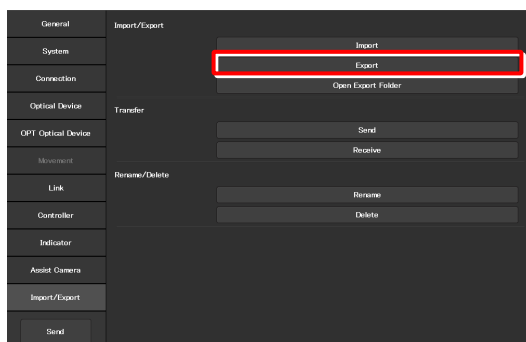 General
System
Connection
Optical Device
OPT Optical Device
Movement
Link
Controller
Indicator
Assist Camera
Import/Export
Send
Import/Export
Import
Export
Open Export Folder
Transfer
Send
Receive
Rename/Delete
Rename
Delete